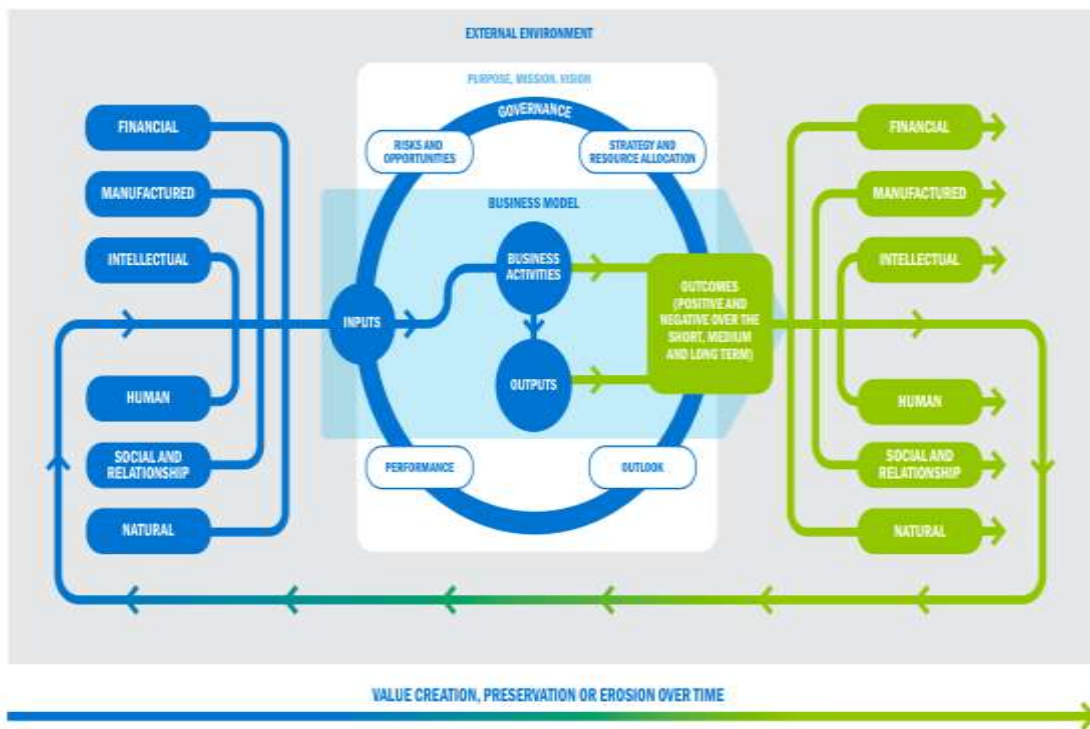 EXTERNAL ENVIRONMENT
PURPOSE, MISSION, VISION
GOVERNANCE
RISKS AND
OPPORTUNITIES
STRATEGY AND
RESOURCE ALLOCATION
FINANCIAL
MANUFACTURED
INTELLECTUAL
HUMAN
SOCIAL AND
RELATIONSHIP
NATURAL
BUSINESS MODEL
INPUTS
BUSINESS
ACTIVITIES
OUTPUTS
OUTCOMES
(POSITIVE AND
NEGATIVE OVER THE
SHORT, MEDIUM
AND LONG TERM)
PERFORMANCE
OUTLOOK
FINANCIAL
MANUFACTURED
INTELLECTUAL
HUMAN
SOCIAL AND
RELATIONSHIP
NATURAL
VALUE CREATION, PRESERVATION OR EROSION OVER TIME